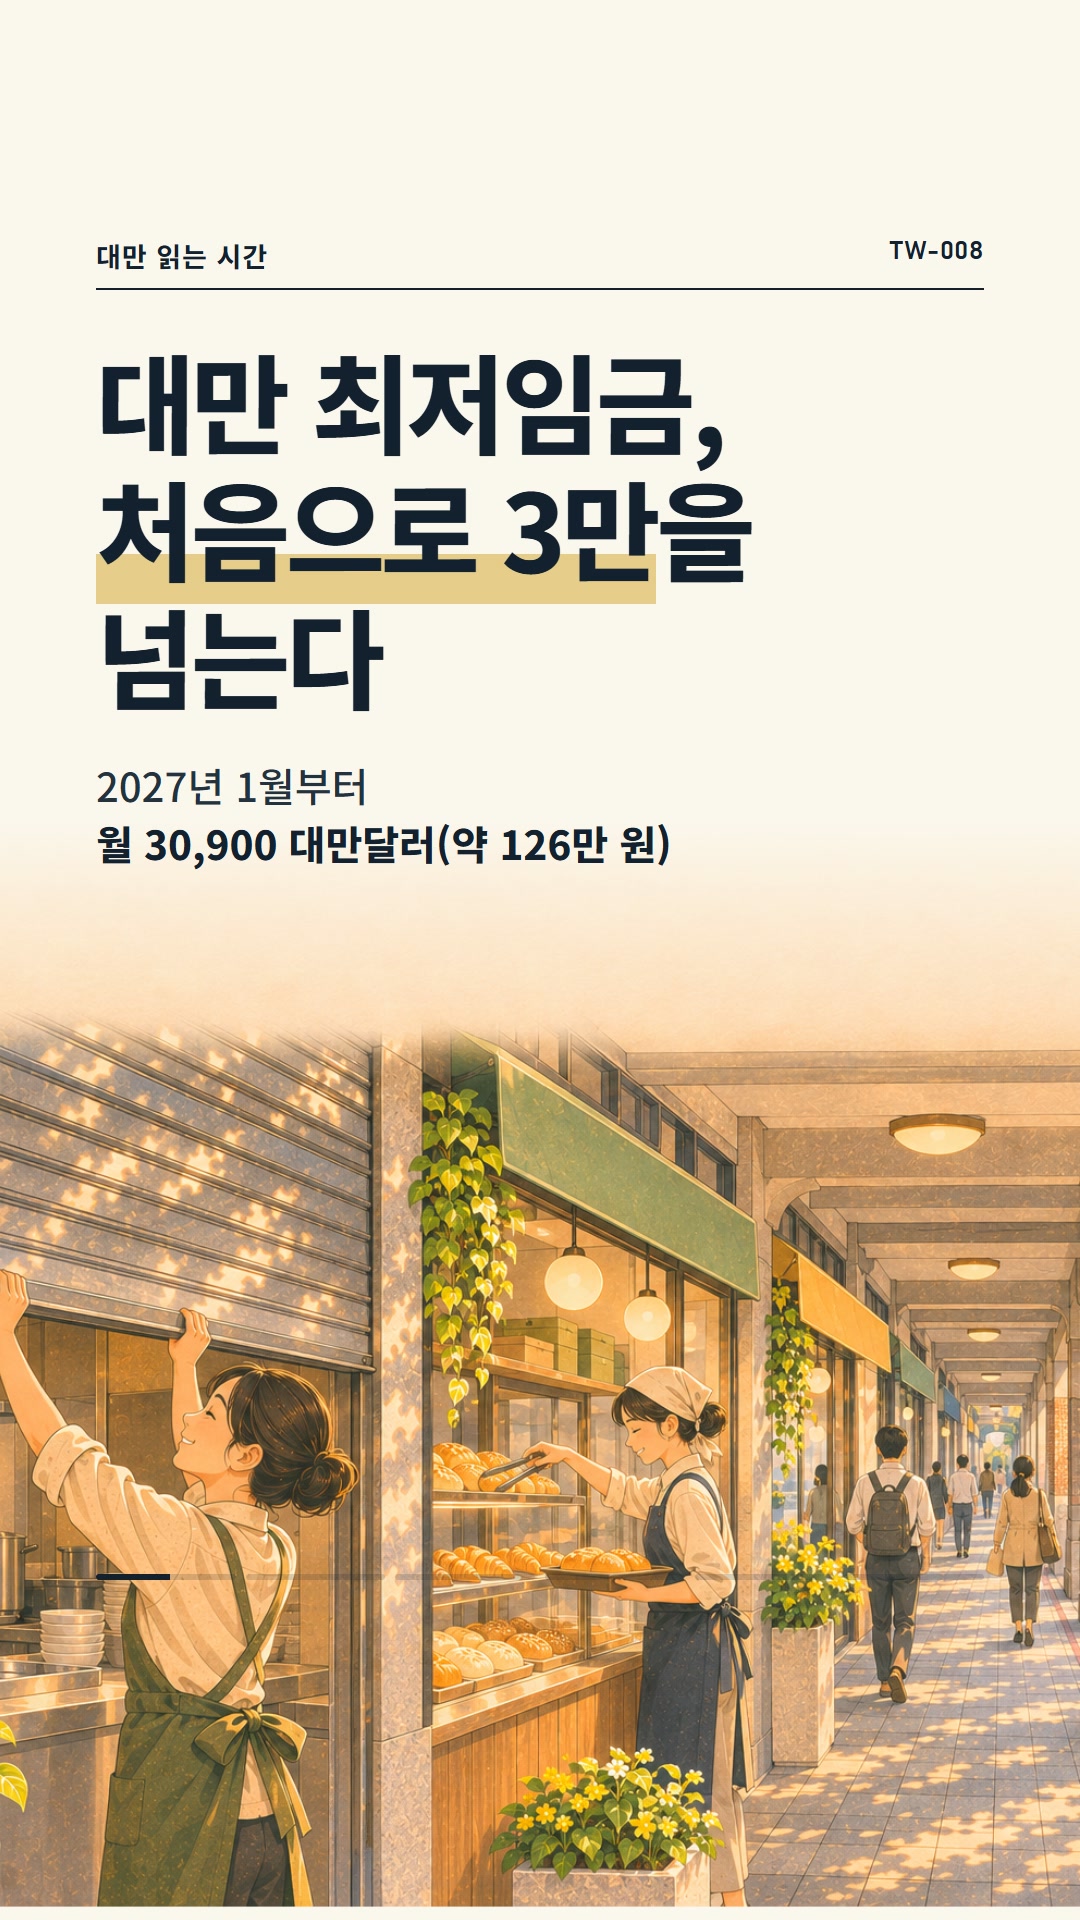 대만 읽는 시간
TW-008
대만 최저임금,
처음으로 3만을
넘는다
2027년 1월부터
월 30,900 대만달러(약 126만 원)